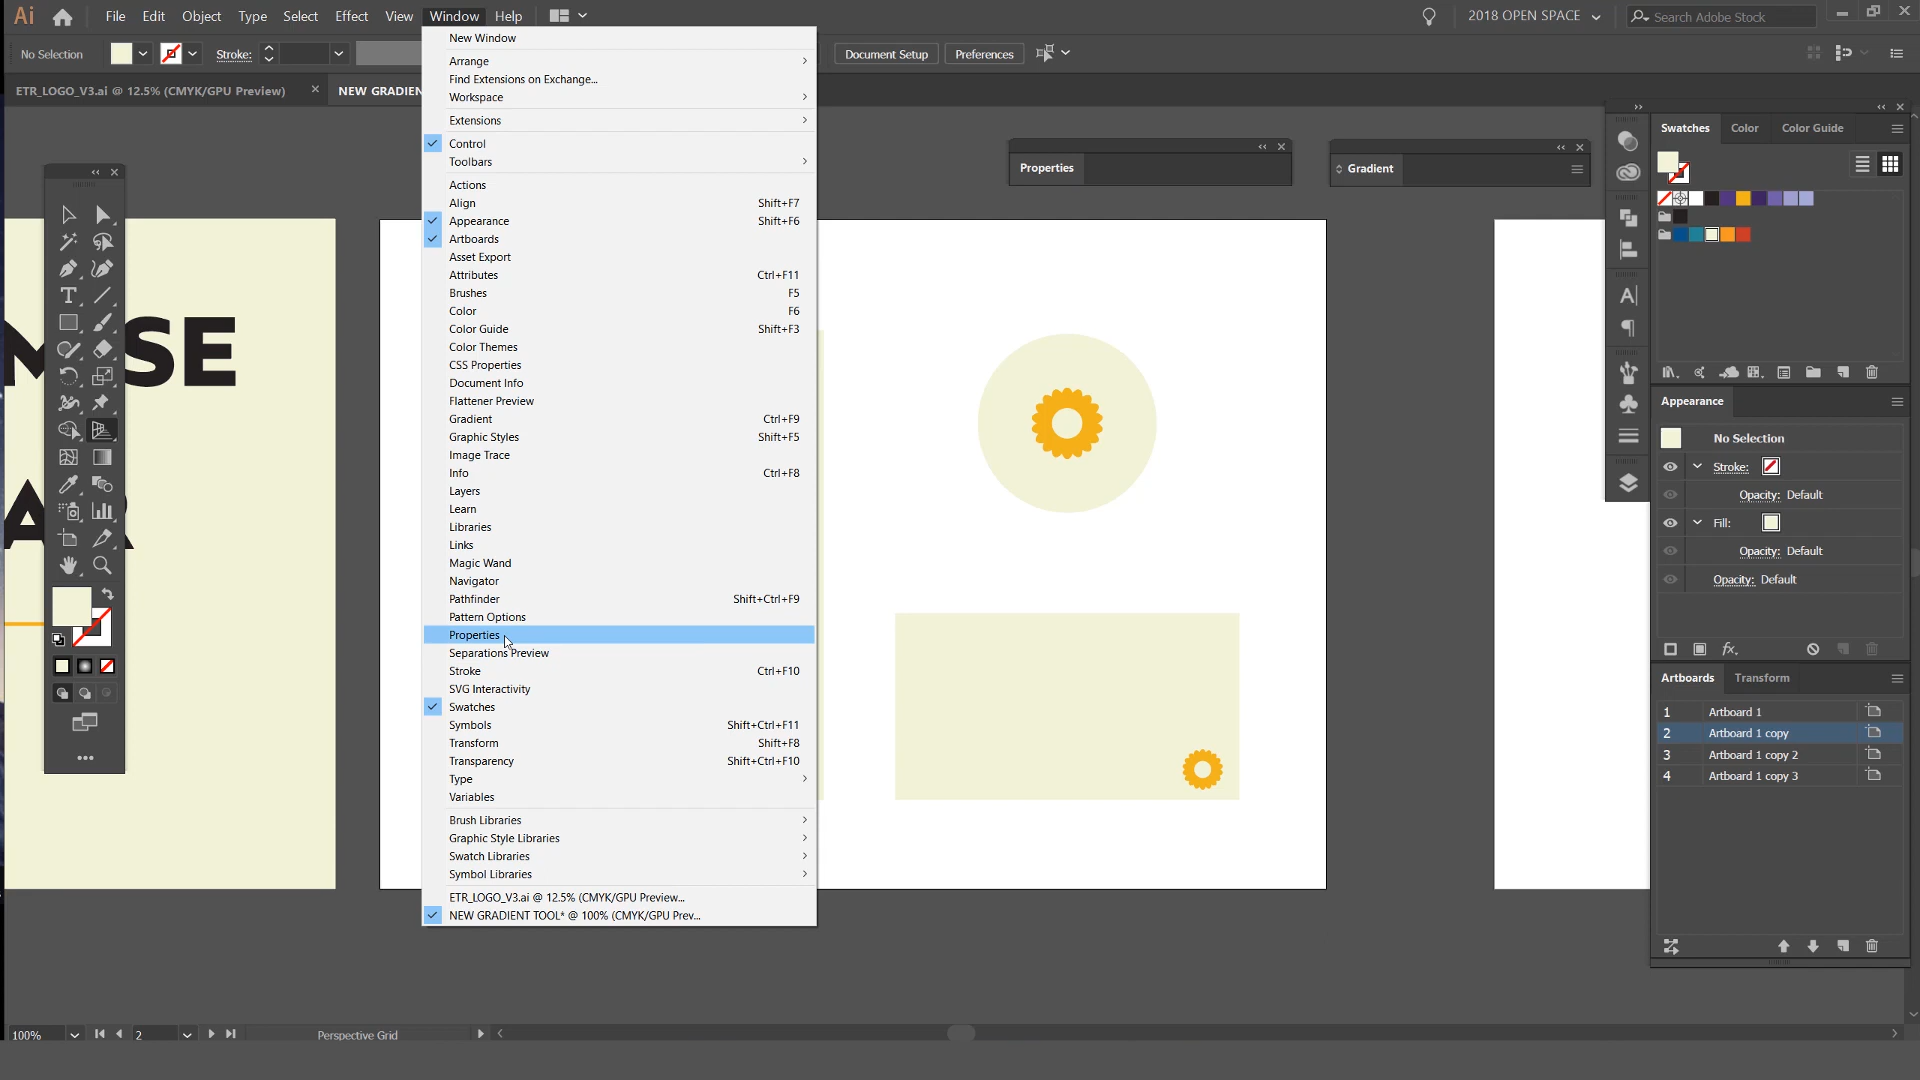 Ai File Edit Object Type Select Effect View Window Help 2018 OPEN SPACE Search Adobe Stock
No Selection Stroke: Document Setup Preferences
ETR_LOGO_V3.ai @ 12.5% (CMYK/GPU Preview) NEW GRADIEN
New Window
Arrange
Find Extensions on Exchange...
Workspace
Extensions
Control
Toolbars
Actions
Align Shift+F7
Appearance Shift+F6
Artboards
Asset Export
Attributes Ctrl+F11
Brushes F5
Color F6
Color Guide Shift+F3
Color Themes
CSS Properties
Document Info
Flattener Preview
Gradient Ctrl+F9
Graphic Styles Shift+F5
Image Trace
Info Ctrl+F8
Layers
Learn
Libraries
Links
Magic Wand
Navigator
Pathfinder Shift+Ctrl+F9
Pattern Options
Properties
Separations Preview
Stroke Ctrl+F10
SVG Interactivity
Swatches
Symbols Shift+Ctrl+F11
Transform Shift+F8
Transparency Shift+Ctrl+F10
Type
Variables
Brush Libraries
Graphic Style Libraries
Swatch Libraries
Symbol Libraries
ETR_LOGO_V3.ai @ 12.5% (CMYK/GPU Preview...
NEW GRADIENT TOOL* @ 100% (CMYK/GPU Prev...
SE
Properties
Gradient
Swatches Color Color Guide
Appearance
No Selection
Stroke:
Opacity: Default
Fill:
Opacity: Default
Opacity: Default
Artboards Transform
1 Artboard 1
2 Artboard 1 copy
3 Artboard 1 copy 2
4 Artboard 1 copy 3
100% 2 Perspective Grid